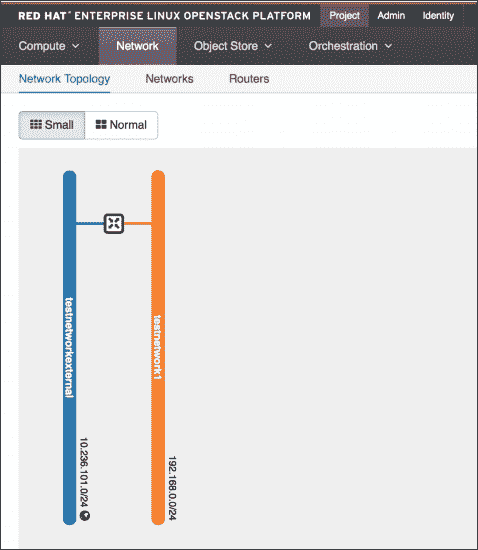 RED HAT® ENTERPRISE LINUX OPENSTACK PLATFORM Project Admin Identity
Compute Network Object Store Orchestration
Network Topology Networks Routers
Small Normal
testnetworkexternal
10.236.101.0/24
testnetwork1
192.168.0.0/24